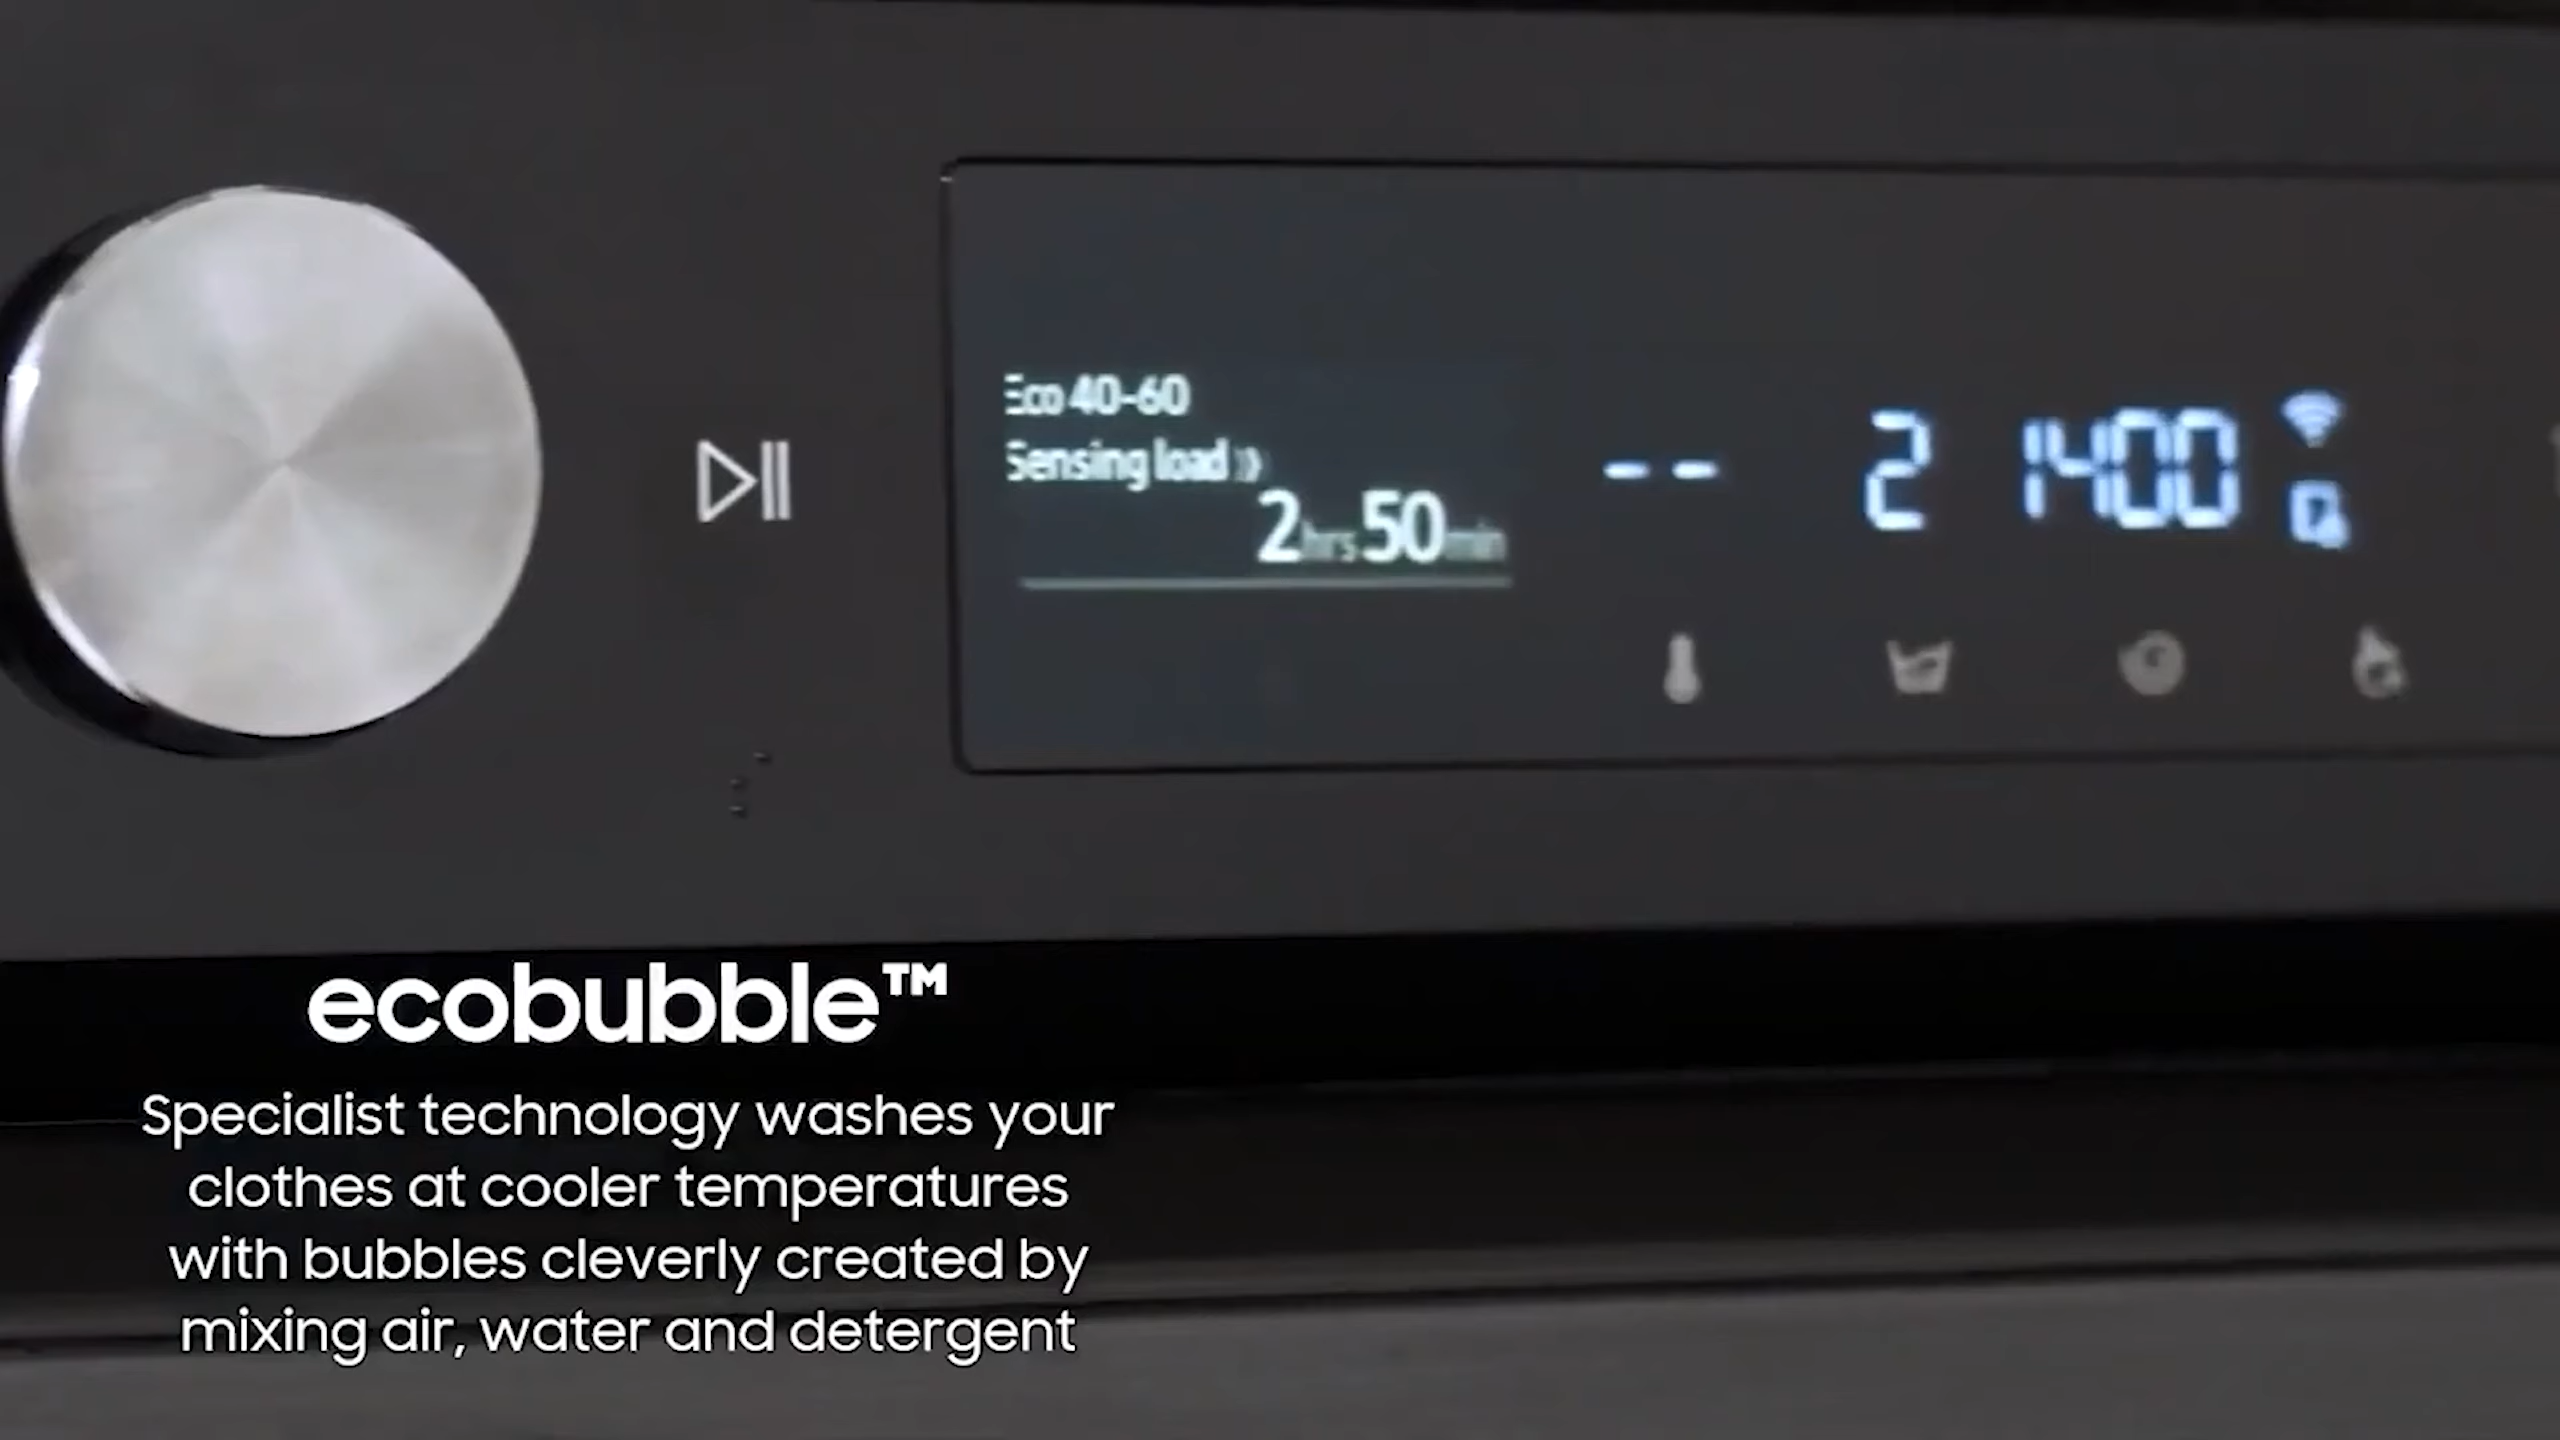 Eco 40-60
Sensing load »
2hrs 50min
-- 2 1400
ecobubble™
Specialist technology washes your
clothes at cooler temperatures
with bubbles cleverly created by
mixing air, water and detergent